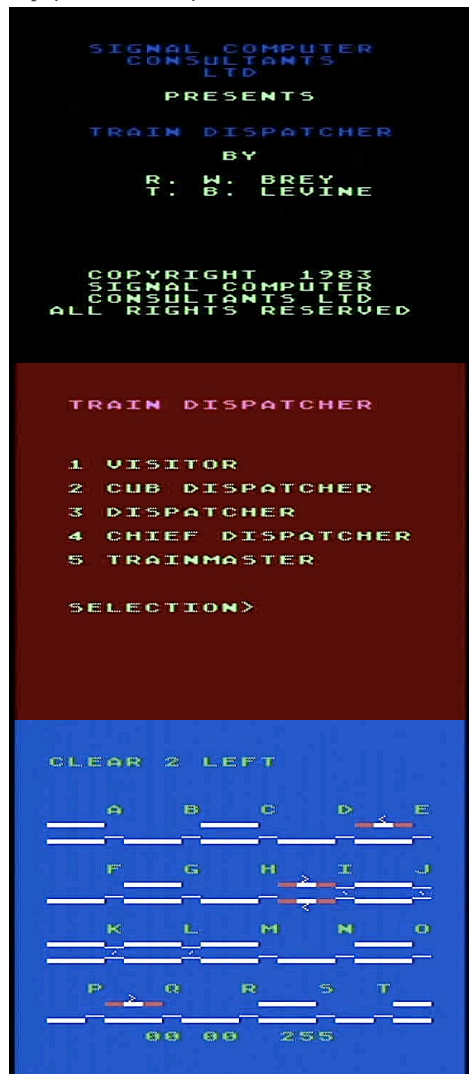 SIGNAL COMPUTER
CONSULTANTS
LTD
PRESENTS
TRAIN DISPATCHER
BY
R. W. BREY
T. B. LEVINE
COPYRIGHT 1983
SIGNAL COMPUTER
CONSULTANTS LTD
ALL RIGHTS RESERVED
TRAIN DISPATCHER
1 VISITOR
2 CUB DISPATCHER
3 DISPATCHER
4 CHIEF DISPATCHER
5 TRAINMASTER
SELECTION>
CLEAR 2 LEFT
A B C D E
F G H I J
K L M N O
P Q R S T
00 00 255